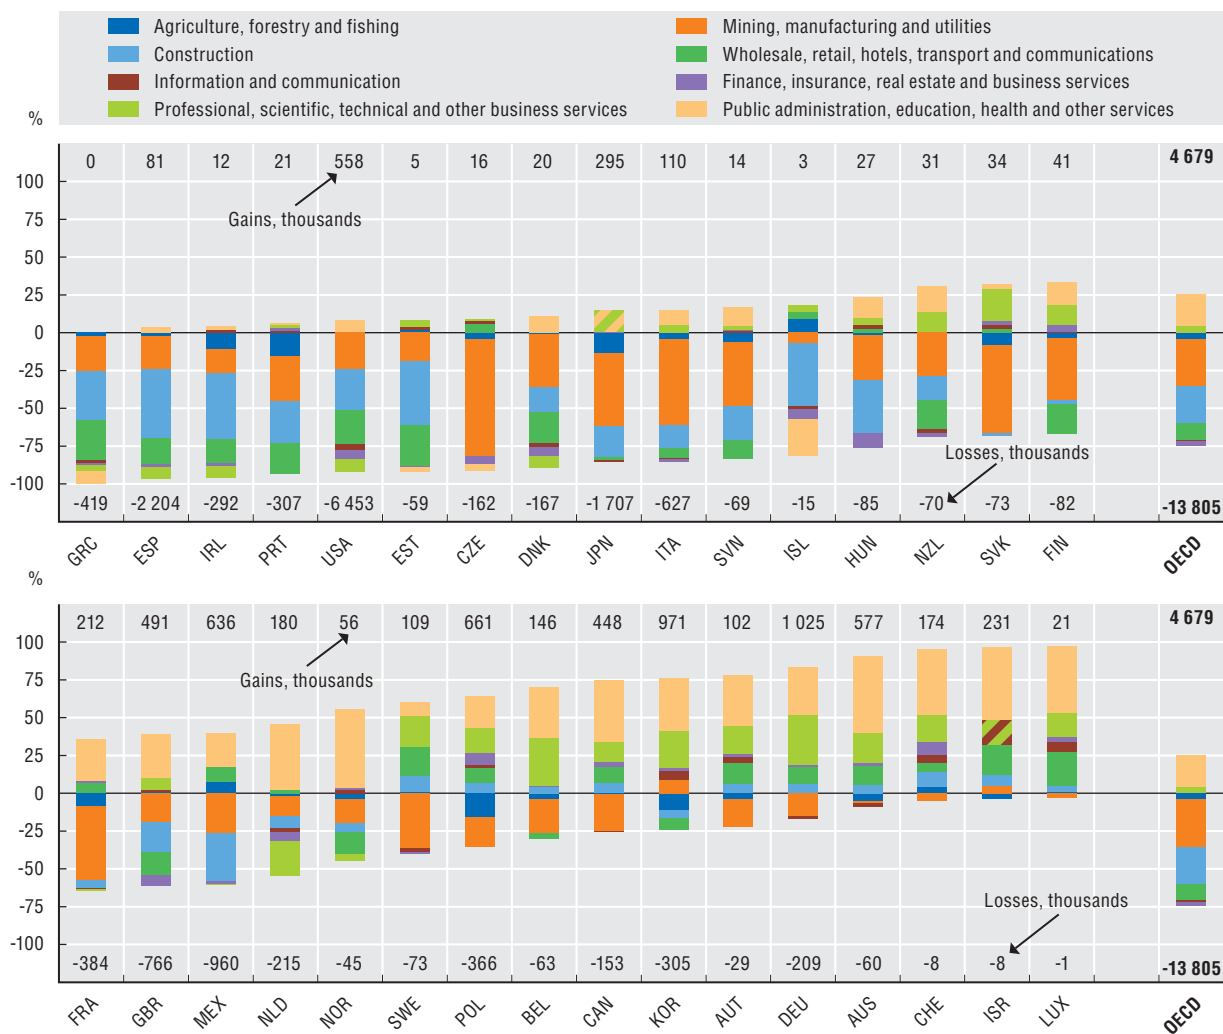 Agriculture, forestry and fishing
Mining, manufacturing and utilities
Construction
Wholesale, retail, hotels, transport and communications
Information and communication
Finance, insurance, real estate and business services
Professional, scientific, technical and other business services
Public administration, education, health and other services
%
0 81 12 21 558 5 16 20 295 110 14 3 27 31 34 41 4 679
100
Gains, thousands
75
50
25
0
-25
-50
-75
Losses, thousands
-100
-419 -2 204 -292 -307 -6 453 -59 -162 -167 -1 707 -627 -69 -15 -85 -70 -73 -82 -13 805
GRC ESP IRL PRT USA EST CZE DNK JPN ITA SVN ISL HUN NZL SVK FIN OECD
%
212 491 636 180 56 109 661 146 448 971 102 1 025 577 174 231 21 4 679
100
Gains, thousands
75
50
25
0
-25
-50
-75
Losses, thousands
-100
-384 -766 -960 -215 -45 -73 -366 -63 -153 -305 -29 -209 -60 -8 -8 -1 -13 805
FRA GBR MEX NLD NOR SWE POL BEL CAN KOR AUT DEU AUS CHE ISR LUX OECD